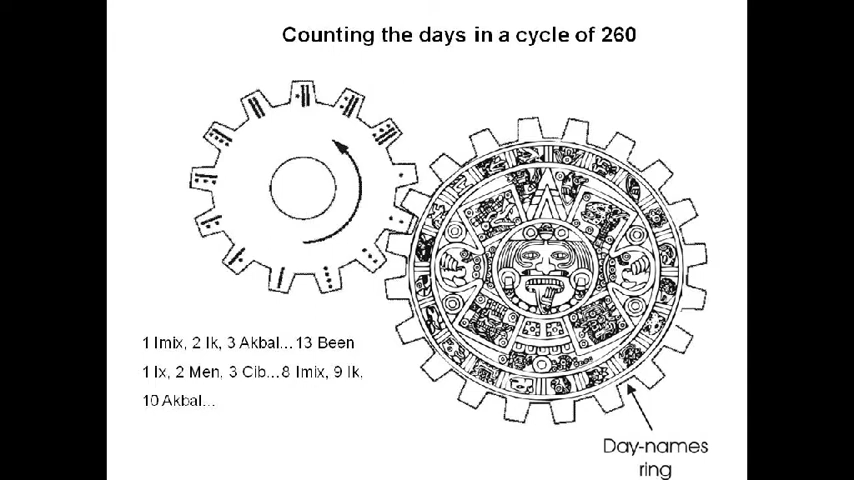 Counting the days in a cycle of 260
1 Imix, 2 Ik, 3 Akbal...13 Been
1 Ix, 2 Men, 3 Cib...8 Imix, 9 Ik,
10 Akbal...
Day-names
ring